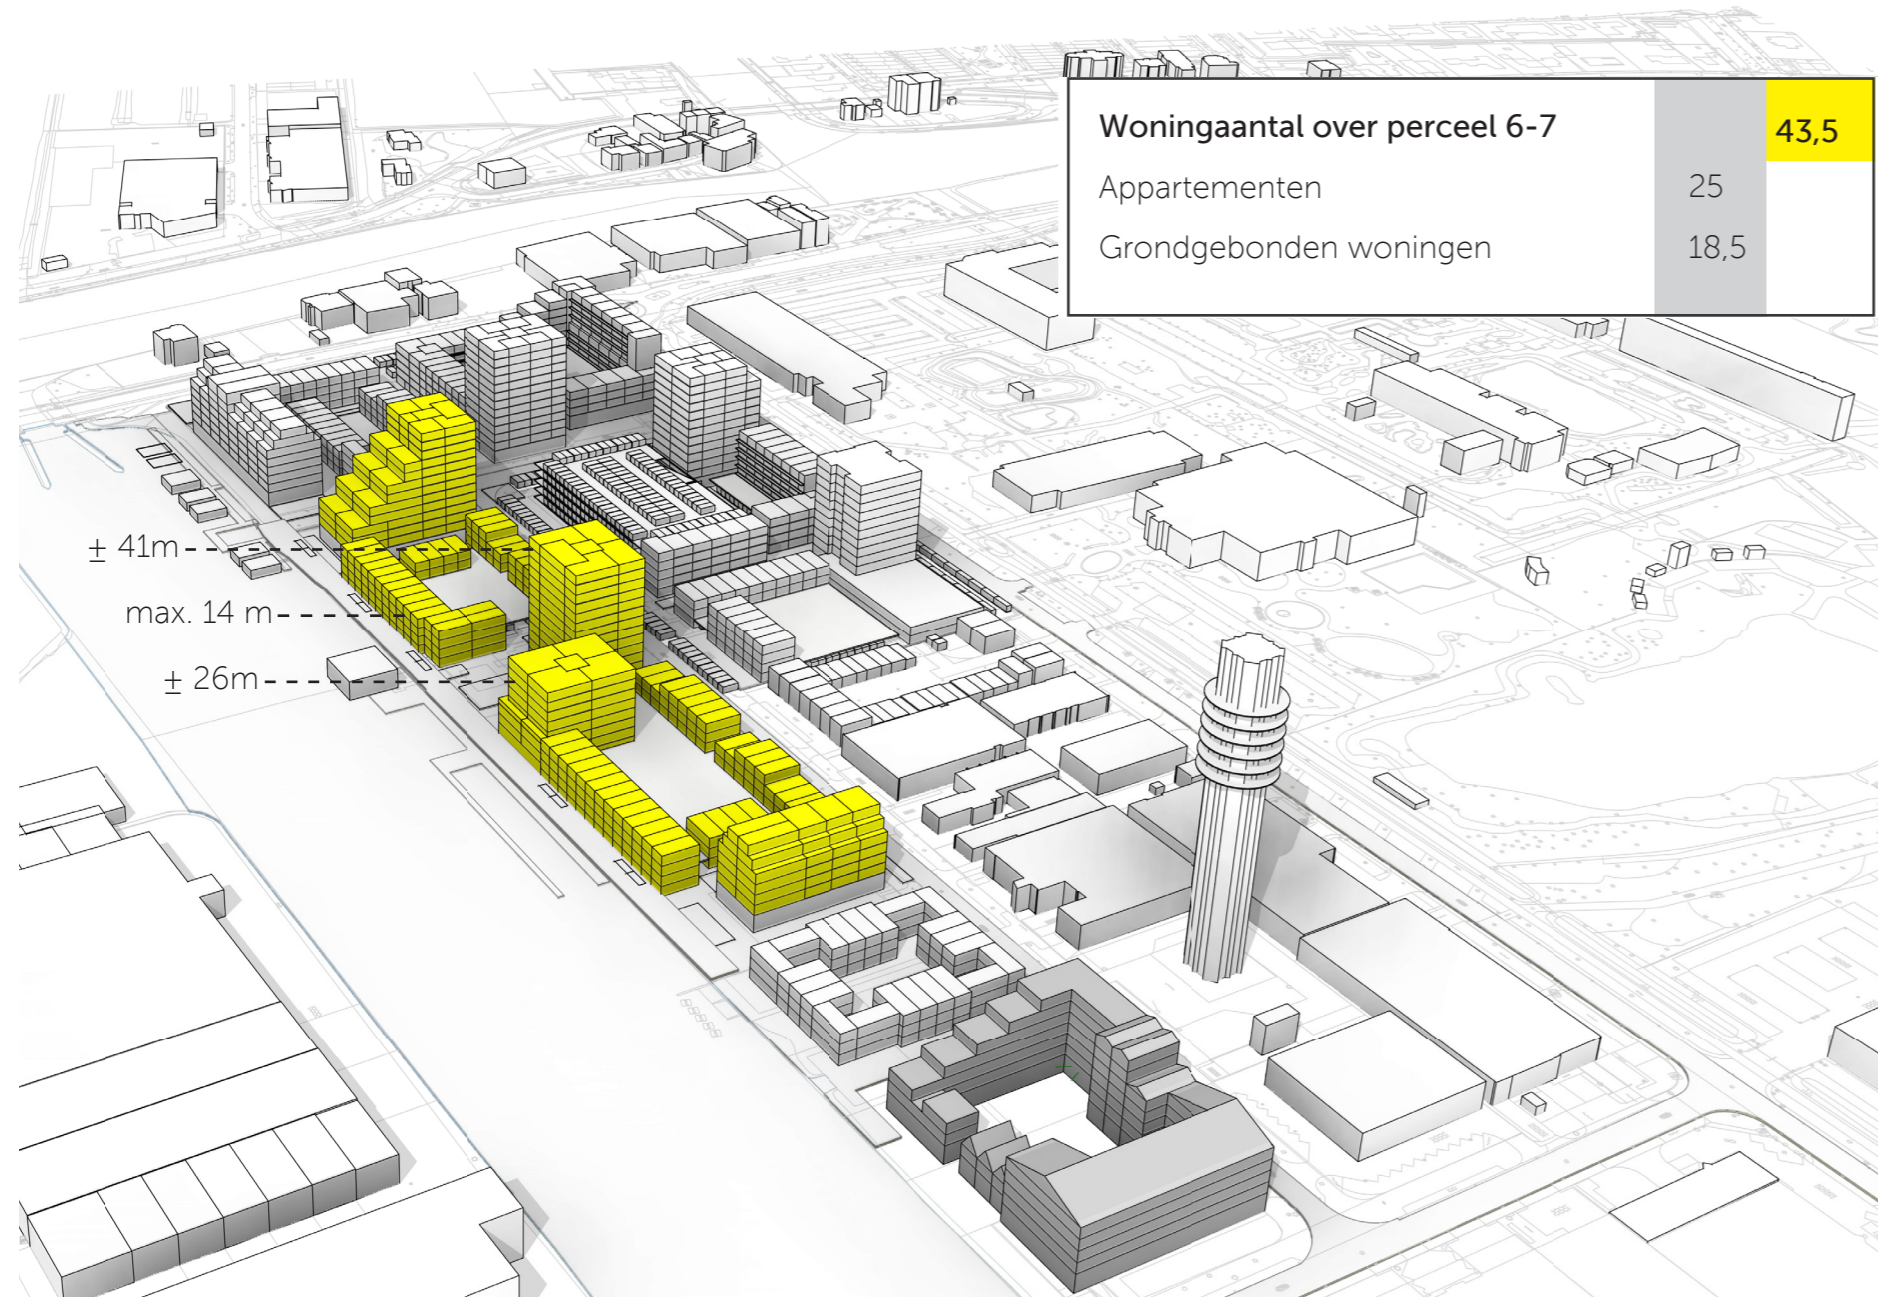 Woningaantal over perceel 6-7 43,5
Appartementen 25
Grondgebonden woningen 18,5
± 41m
max. 14 m
± 26m